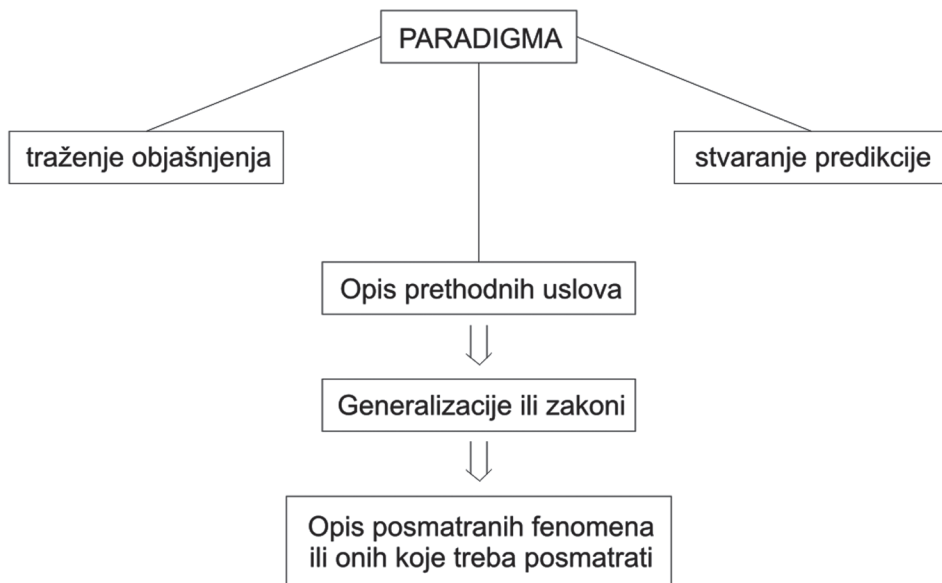 PARADIGMA
traženje objašnjenja
stvaranje predikcije
Opis prethodnih uslova
Generalizacije ili zakoni
Opis posmatranih fenomena
ili onih koje treba posmatrati